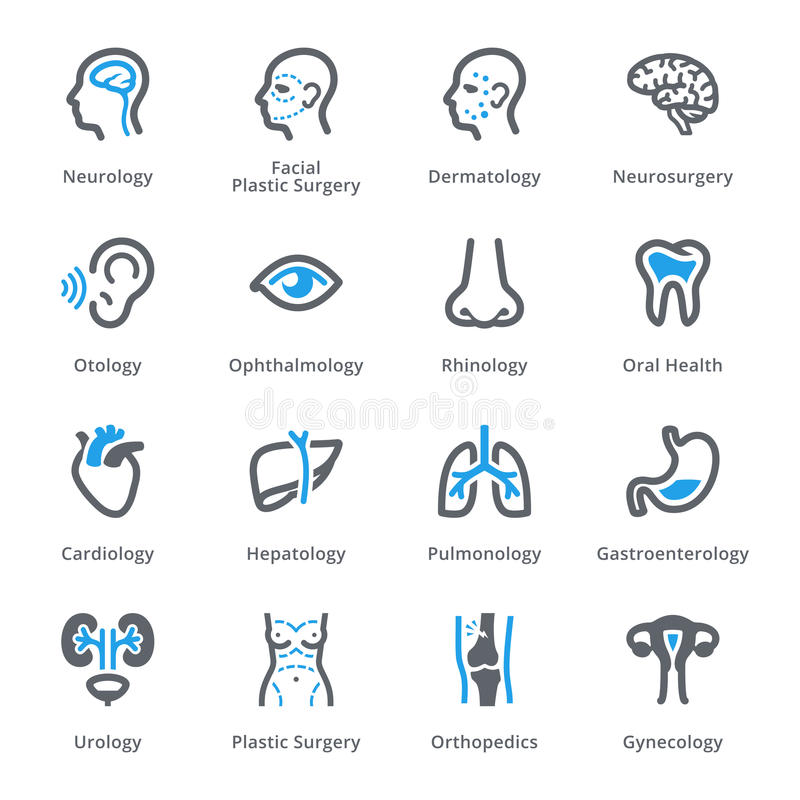 Neurology
Facial
Plastic Surgery
Dermatology
Neurosurgery
Otology
Ophthalmology
Rhinology
Oral Health
dreamstime
Cardiology
Hepatology
Pulmonology
Gastroenterology
Urology
Plastic Surgery
Orthopedics
Gynecology